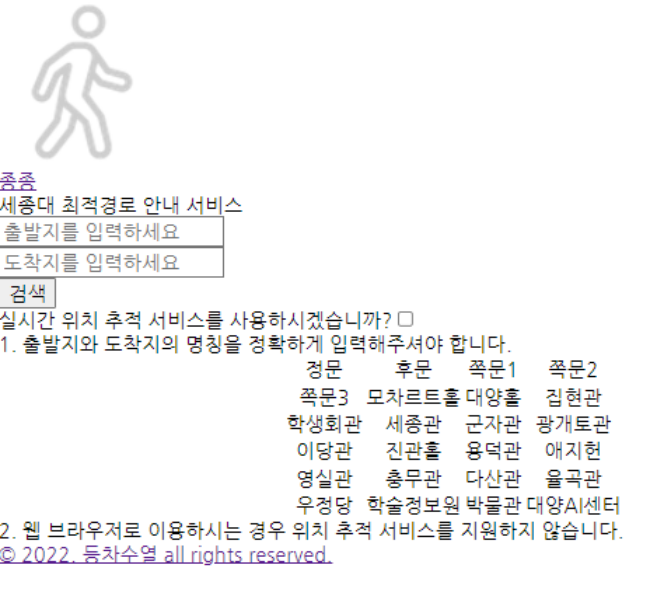 종종
세종대 최적경로 안내 서비스
출발지를 입력하세요
도착지를 입력하세요
검색
실시간 위치 추적 서비스를 사용하시겠습니까?
1. 출발지와 도착지의 명칭을 정확하게 입력해주셔야 합니다.
정문 후문 쪽문1 쪽문2
쪽문3 모차르트홀 대양홀 집현관
학생회관 세종관 군자관 광개토관
이당관 진관홀 용덕관 애지헌
영실관 충무관 다산관 율곡관
우정당 학술정보원 박물관 대양AI센터
2. 웹 브라우저로 이용하시는 경우 위치 추적 서비스를 지원하지 않습니다.
© 2022. 등차수열 all rights reserved.